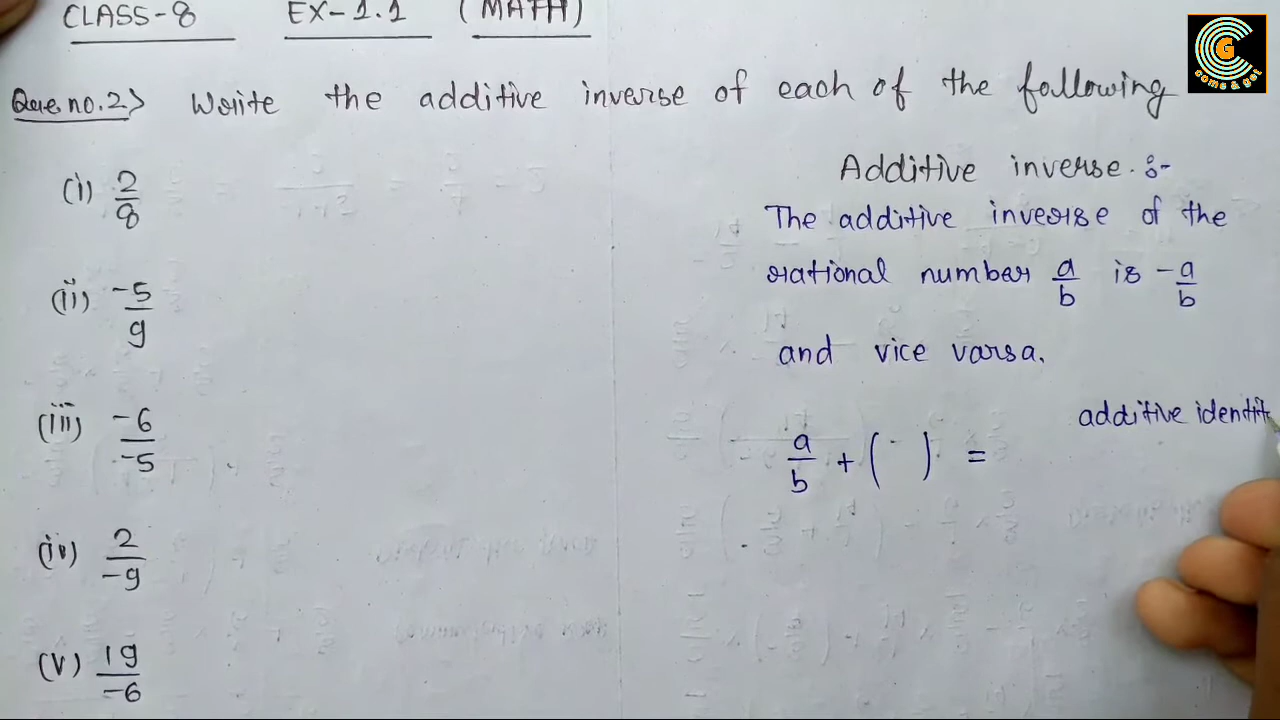 CLASS-8 EX-1.1 (MATH)
Que.no.2> Write the additive inverse of each of the following
(i) 2/8
(ii) -5/9
(iii) -6/-5
(iv) 2/-9
(v) 19/-6
Additive inverse :-
The additive inverse of the
rational number a/b is -a/b
and vice varsa.
additive identit
a/b + ( ) =
C G
come & get